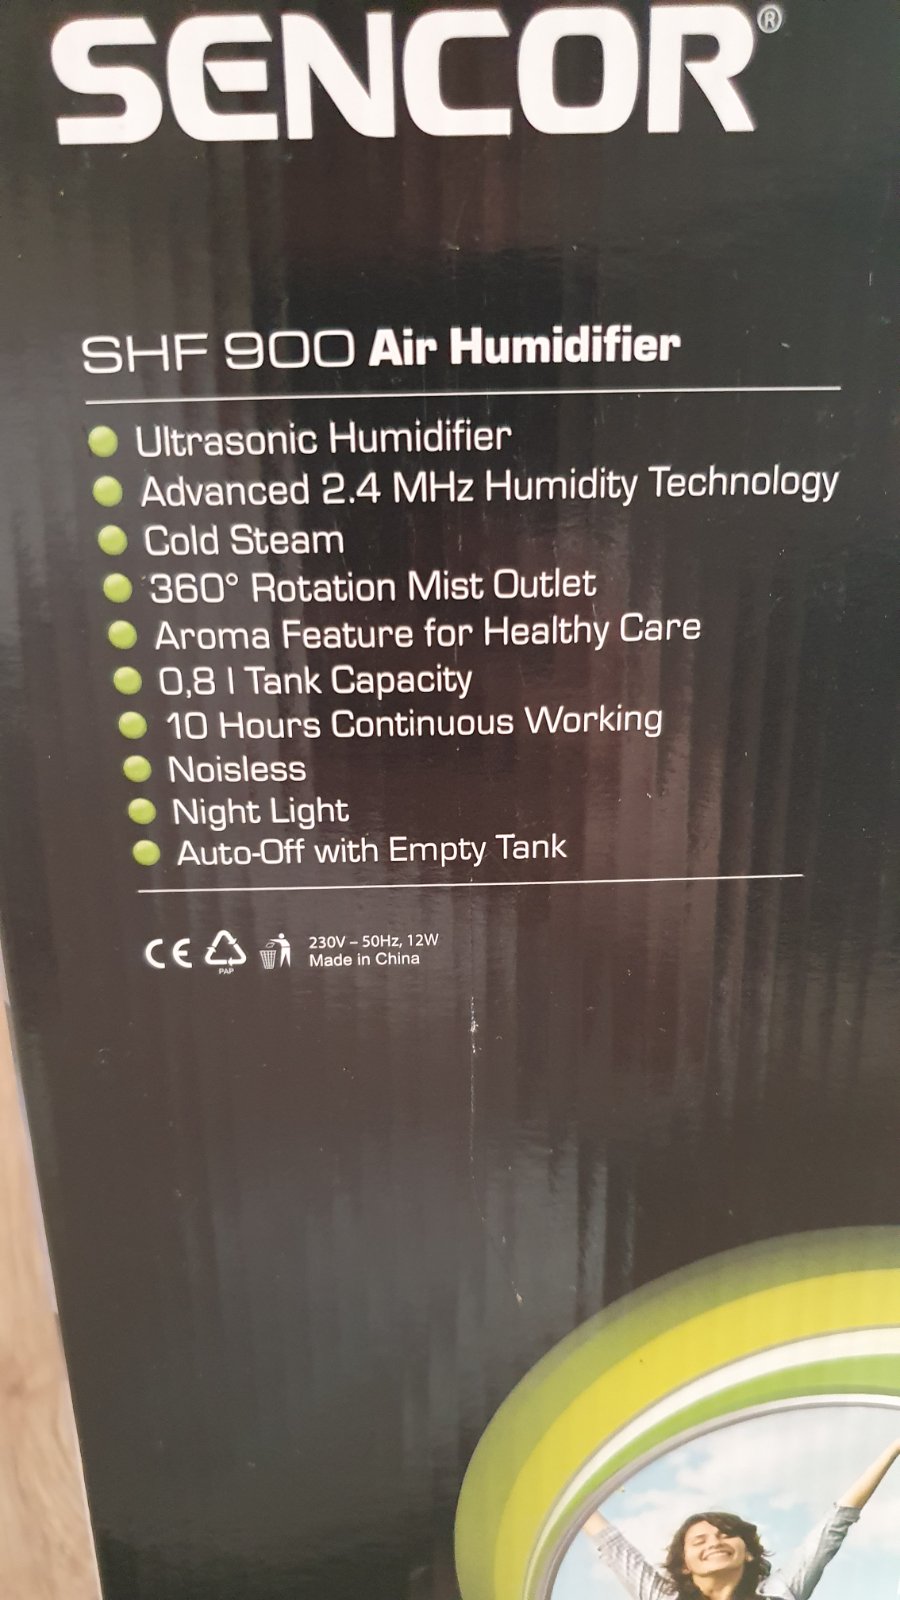 SENCOR®
SHF 900 Air Humidifier
Ultrasonic Humidifier
Advanced 2.4 MHz Humidity Technology
Cold Steam
360° Rotation Mist Outlet
Aroma Feature for Healthy Care
0,8 l Tank Capacity
10 Hours Continuous Working
Noisless
Night Light
Auto-Off with Empty Tank
CE PAP 230V – 50Hz, 12W
Made in China